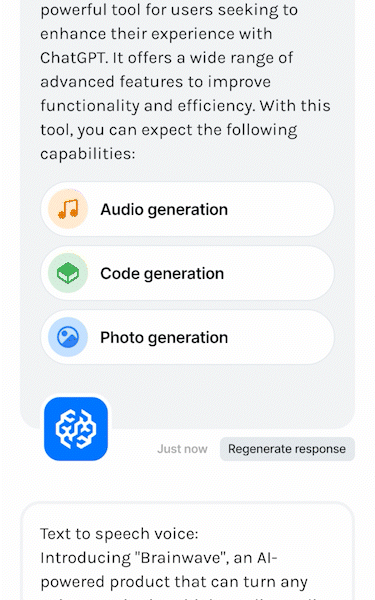 powerful tool for users seeking to
enhance their experience with
ChatGPT. It offers a wide range of
advanced features to improve
functionality and efficiency. With this
tool, you can expect the following
capabilities:
Audio generation
Code generation
Photo generation
Just now
Regenerate response
Text to speech voice:
Introducing "Brainwave", an AI-
powered product that can turn any